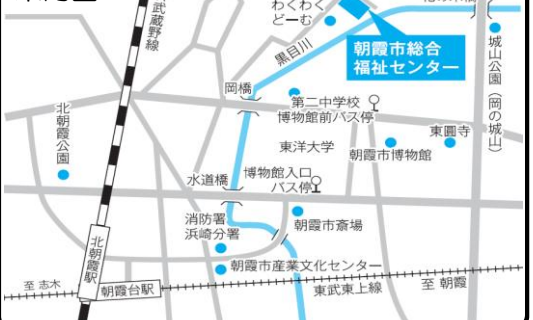 武蔵野線
わくわく
どーむ
黒目川
朝霞市総合
福祉センター
城山公園（岡の城山）
岡橋
第二中学校
博物館前バス停
東圓寺
北朝霞公園
東洋大学
朝霞市博物館
水道橋
博物館入口
バス停
消防署
浜崎分署
朝霞市斎場
北朝霞駅
朝霞市産業文化センター
至 志木
朝霞台駅
東武東上線
至 朝霞